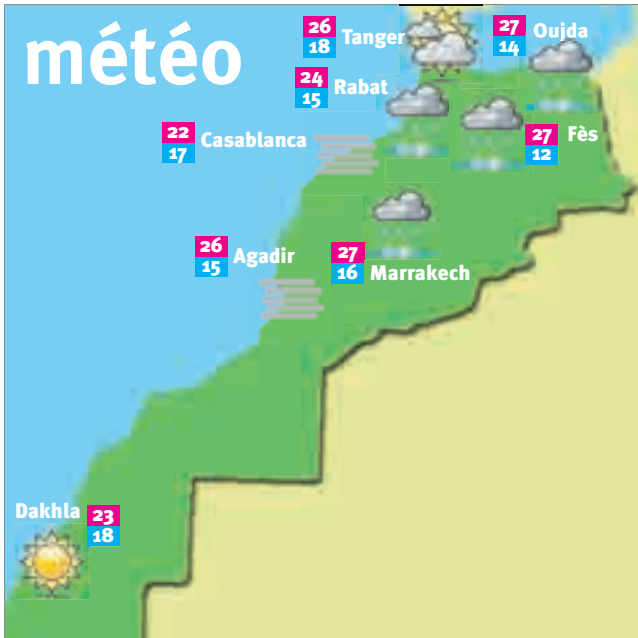 météo
26
18
Tanger
27
14
Oujda
24
15
Rabat
22
17
Casablanca
27
12
Fès
26
15
Agadir
27
16
Marrakech
Dakhla
23
18